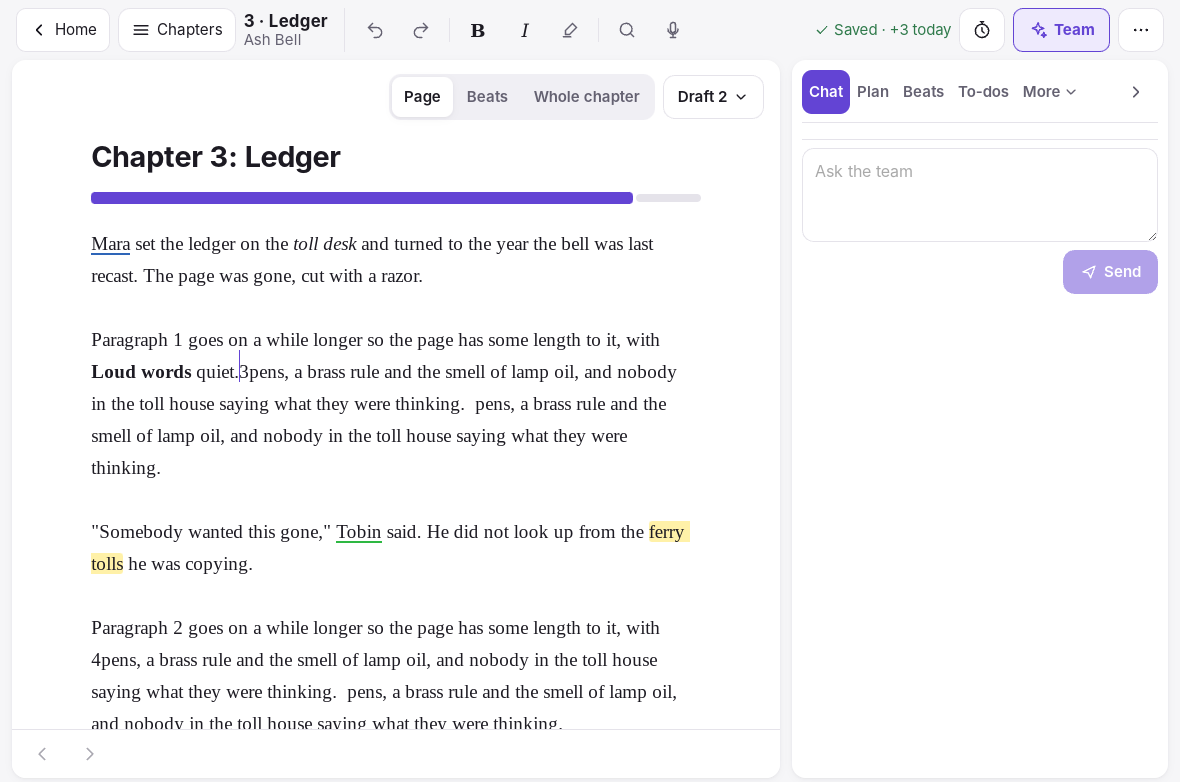 Home
Chapters
3 · Ledger
Ash Bell
B
I
Saved · +3 today
Team
Page
Beats
Whole chapter
Draft 2
Chapter 3: Ledger
Mara set the ledger on the toll desk and turned to the year the bell was last
recast. The page was gone, cut with a razor.
Paragraph 1 goes on a while longer so the page has some length to it, with
Loud words quiet.3pens, a brass rule and the smell of lamp oil, and nobody
in the toll house saying what they were thinking.  pens, a brass rule and the
smell of lamp oil, and nobody in the toll house saying what they were
thinking.
"Somebody wanted this gone," Tobin said. He did not look up from the ferry
tolls he was copying.
Paragraph 2 goes on a while longer so the page has some length to it, with
4pens, a brass rule and the smell of lamp oil, and nobody in the toll house
saying what they were thinking.  pens, a brass rule and the smell of lamp oil,
and nobody in the toll house saying what they were thinking.
Chat
Plan
Beats
To-dos
More
Ask the team
Send